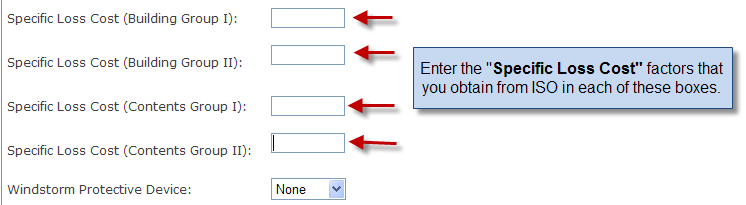 Specific Loss Cost (Building Group I):
Specific Loss Cost (Building Group II):
Enter the "Specific Loss Cost" factors that
you obtain from ISO in each of these boxes.
Specific Loss Cost (Contents Group I):
Specific Loss Cost (Contents Group II):
Windstorm Protective Device: None